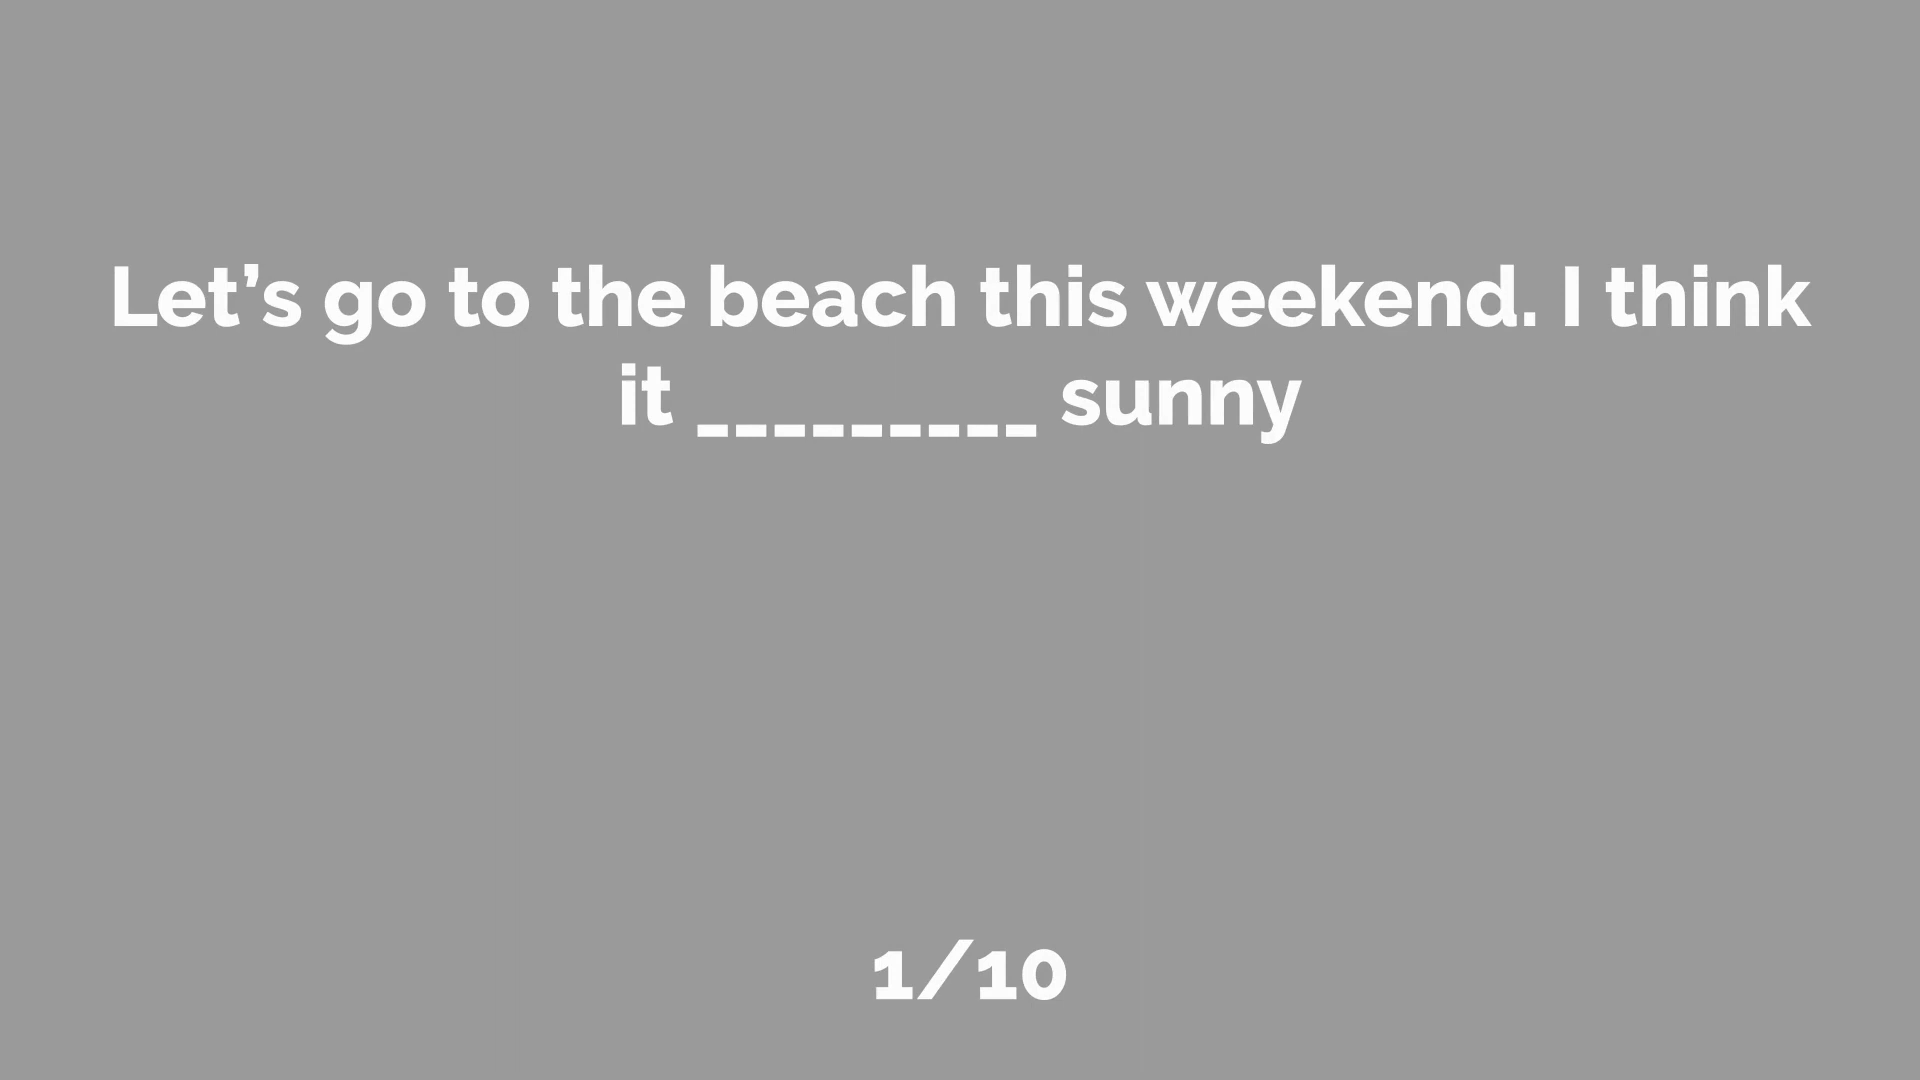 Let’s go to the beach this weekend. I think
it _________ sunny
1/10